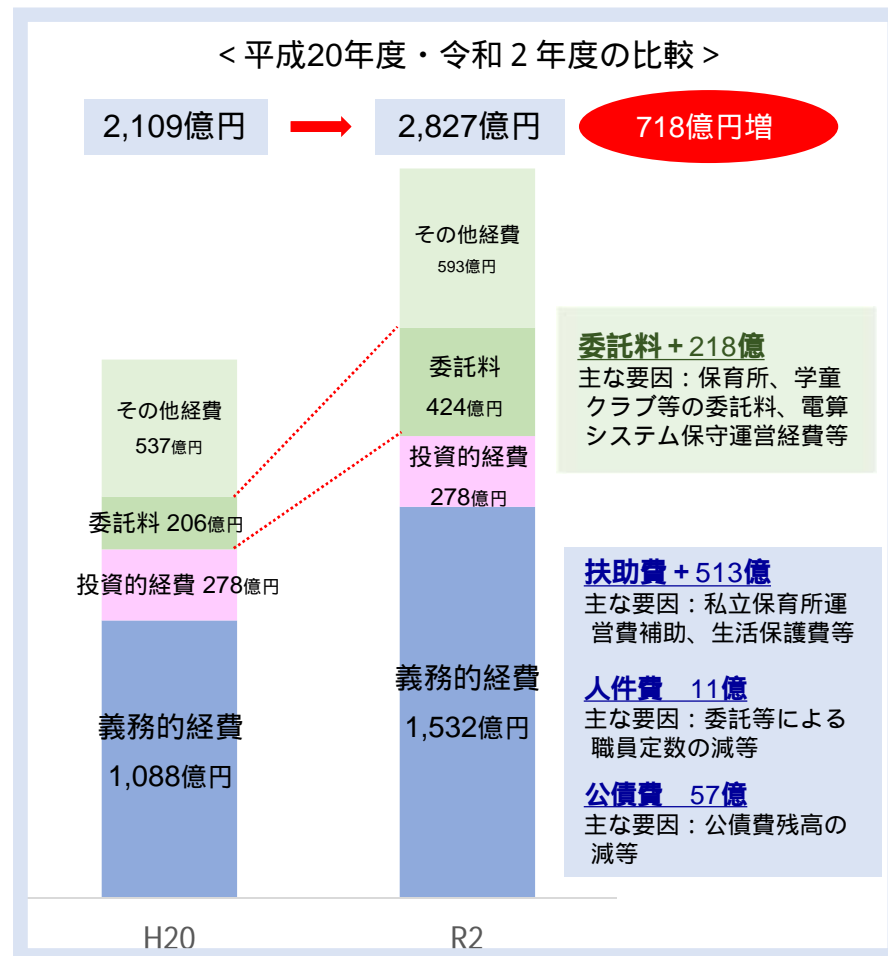 ＜平成20年度・令和２年度の比較＞
2,109億円
2,827億円
718億円増
その他経費
537億円
委託料 206億円
投資的経費 278億円
義務的経費
1,088億円
その他経費
593億円
委託料
424億円
投資的経費
278億円
義務的経費
1,532億円
委託料＋218億
主な要因：保育所、学童
クラブ等の委託料、電算
システム保守運営経費等
扶助費＋513億
主な要因：私立保育所運
営費補助、生活保護費等
人件費　11億
主な要因：委託等による
職員定数の減等
公債費　57億
主な要因：公債費残高の
減等
H20
R2